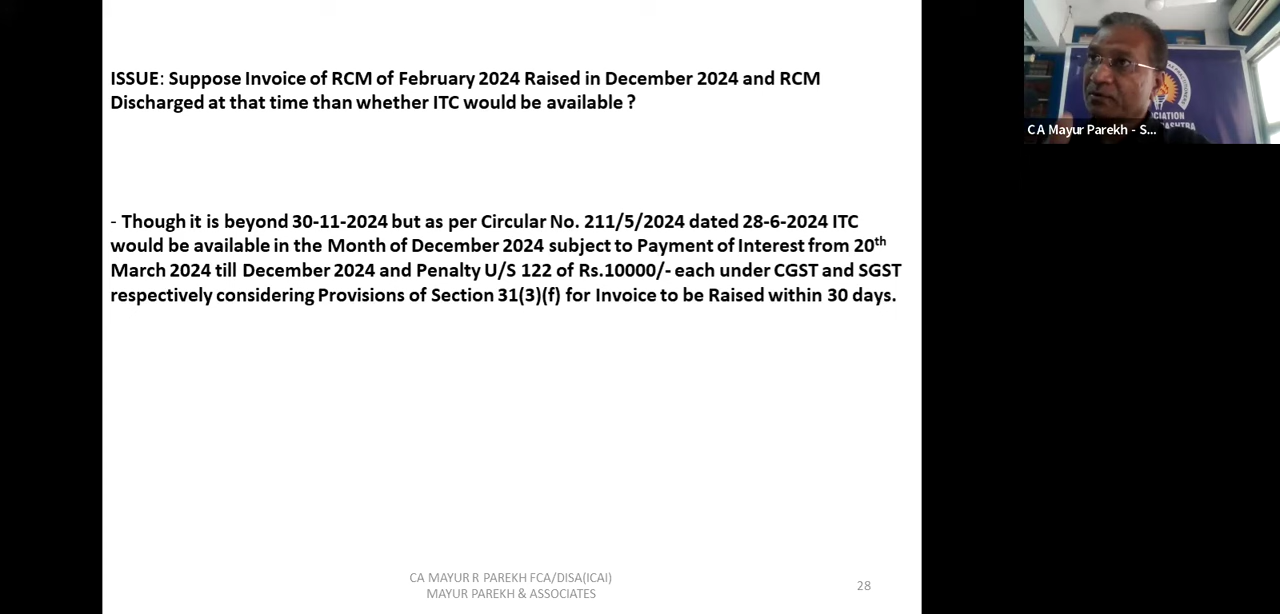 ISSUE: Suppose Invoice of RCM of February 2024 Raised in December 2024 and RCM
Discharged at that time than whether ITC would be available ?
- Though it is beyond 30-11-2024 but as per Circular No. 211/5/2024 dated 28-6-2024 ITC
would be available in the Month of December 2024 subject to Payment of Interest from 20th
March 2024 till December 2024 and Penalty U/S 122 of Rs.10000/- each under CGST and SGST
respectively considering Provisions of Section 31(3)(f) for Invoice to be Raised within 30 days.
CA MAYUR R PAREKH FCA/DISA(ICAI)
MAYUR PAREKH & ASSOCIATES
28
C A Mayur Parekh - S...